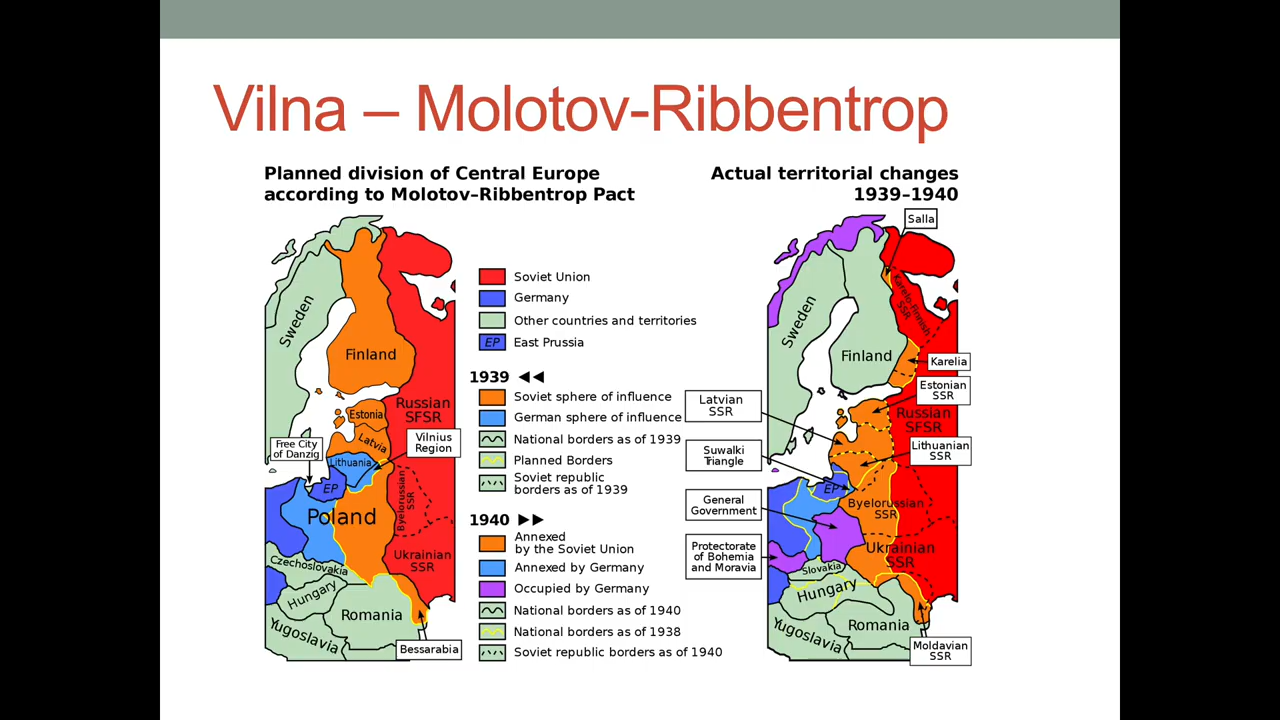 Vilna – Molotov-Ribbentrop
Planned division of Central Europe
according to Molotov–Ribbentrop Pact
Sweden
Finland
Estonia
Russian
SFSR
Latvia
Free City
of Danzig
Vilnius
Region
Lithuania
EP
Byelorussian
SSR
Poland
Ukrainian
SSR
Czechoslovakia
Hungary
Romania
Yugoslavia
Bessarabia
Soviet Union
Germany
Other countries and territories
EP East Prussia
1939 ◄◄
Soviet sphere of influence
German sphere of influence
National borders as of 1939
Planned Borders
Soviet republic
borders as of 1939
1940 ►►
Annexed
by the Soviet Union
Annexed by Germany
Occupied by Germany
National borders as of 1940
National borders as of 1938
Soviet republic borders as of 1940
Actual territorial changes
1939–1940
Salla
Karelo-Finnish
SSR
Sweden
Finland
Karelia
Estonian
SSR
Latvian
SSR
Russian
SFSR
Lithuanian
SSR
Suwałki
Triangle
EP
General
Government
Byelorussian
SSR
Protectorate
of Bohemia
and Moravia
Ukrainian
SSR
Slovakia
Hungary
Romania
Yugoslavia
Moldavian
SSR